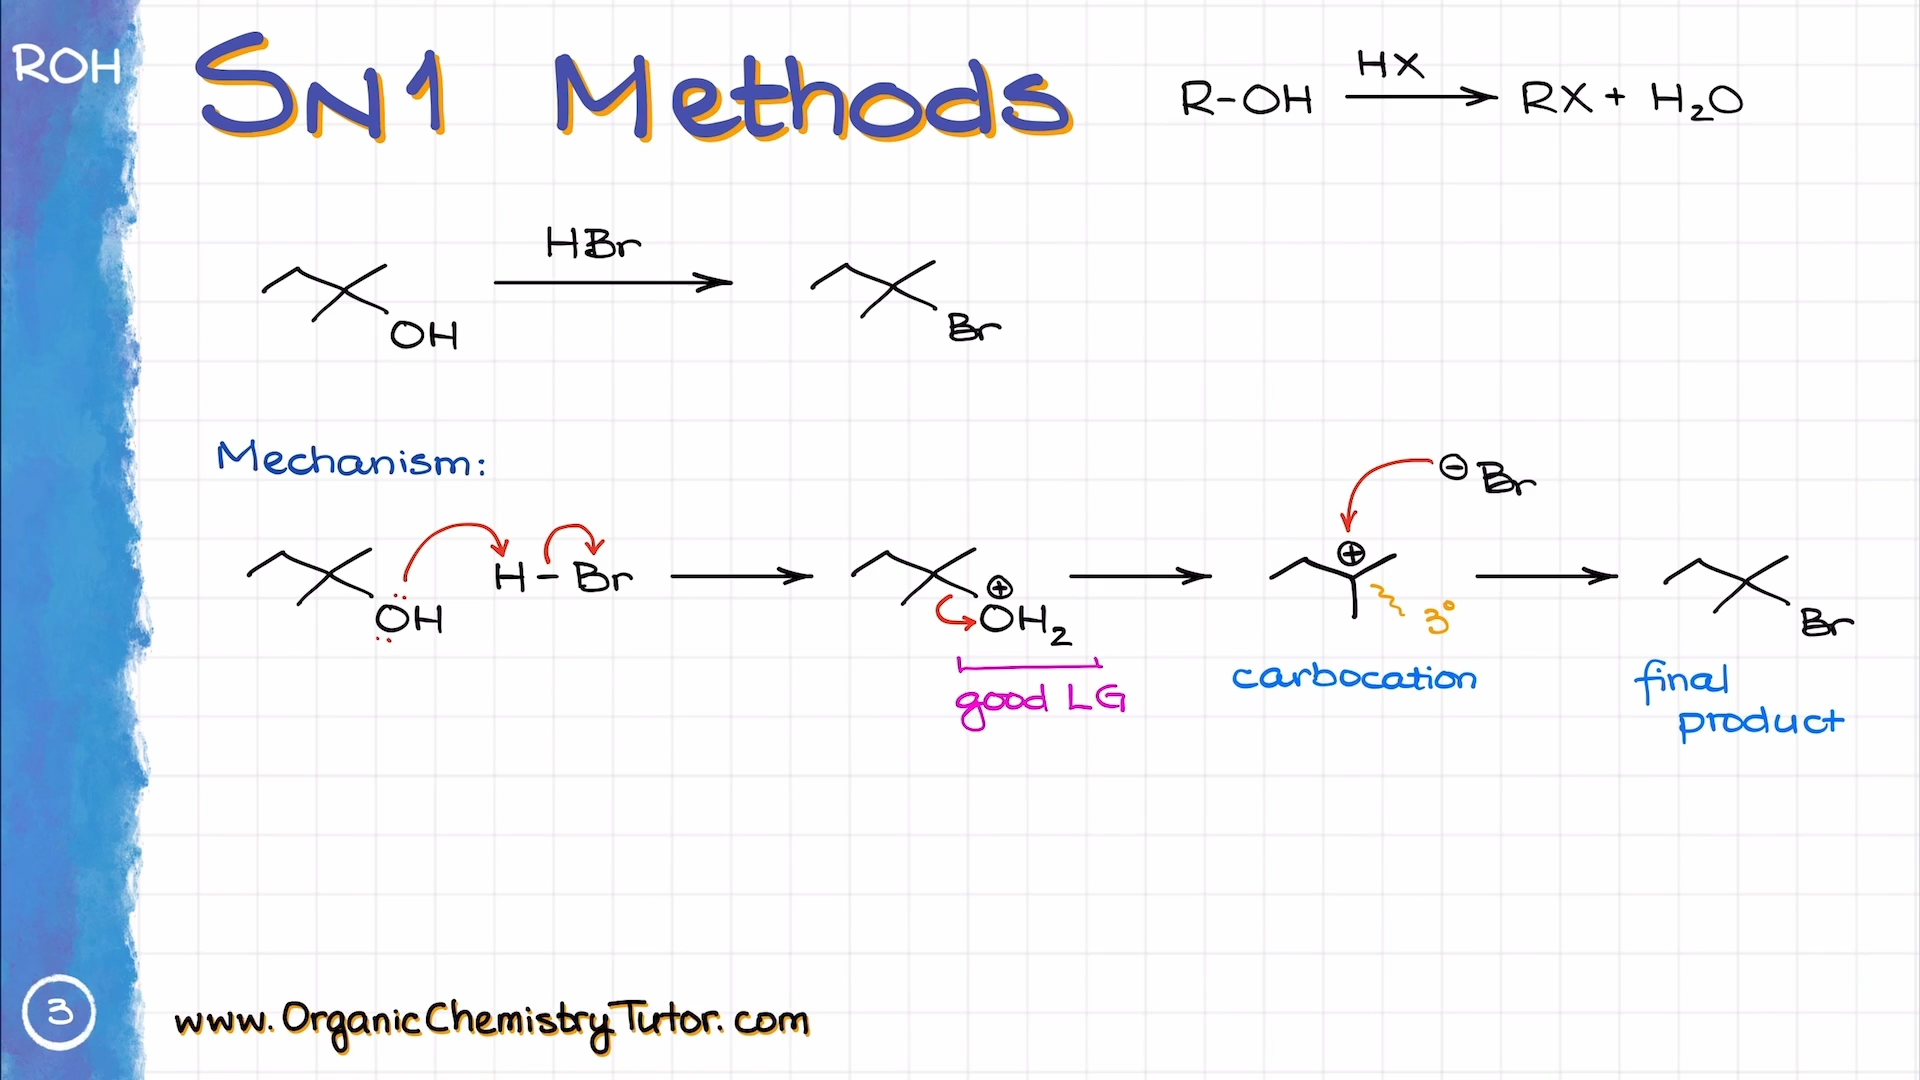 ROH
SN1 Methods
R-OH HX RX + H₂O
HBr
OH
Br
Mechanism:
⊖Br
H-Br
OH
⊕
OH₂
⊕
3°
Br
good LG
carbocation
final
product
3
www.OrganicChemistryTutor.com